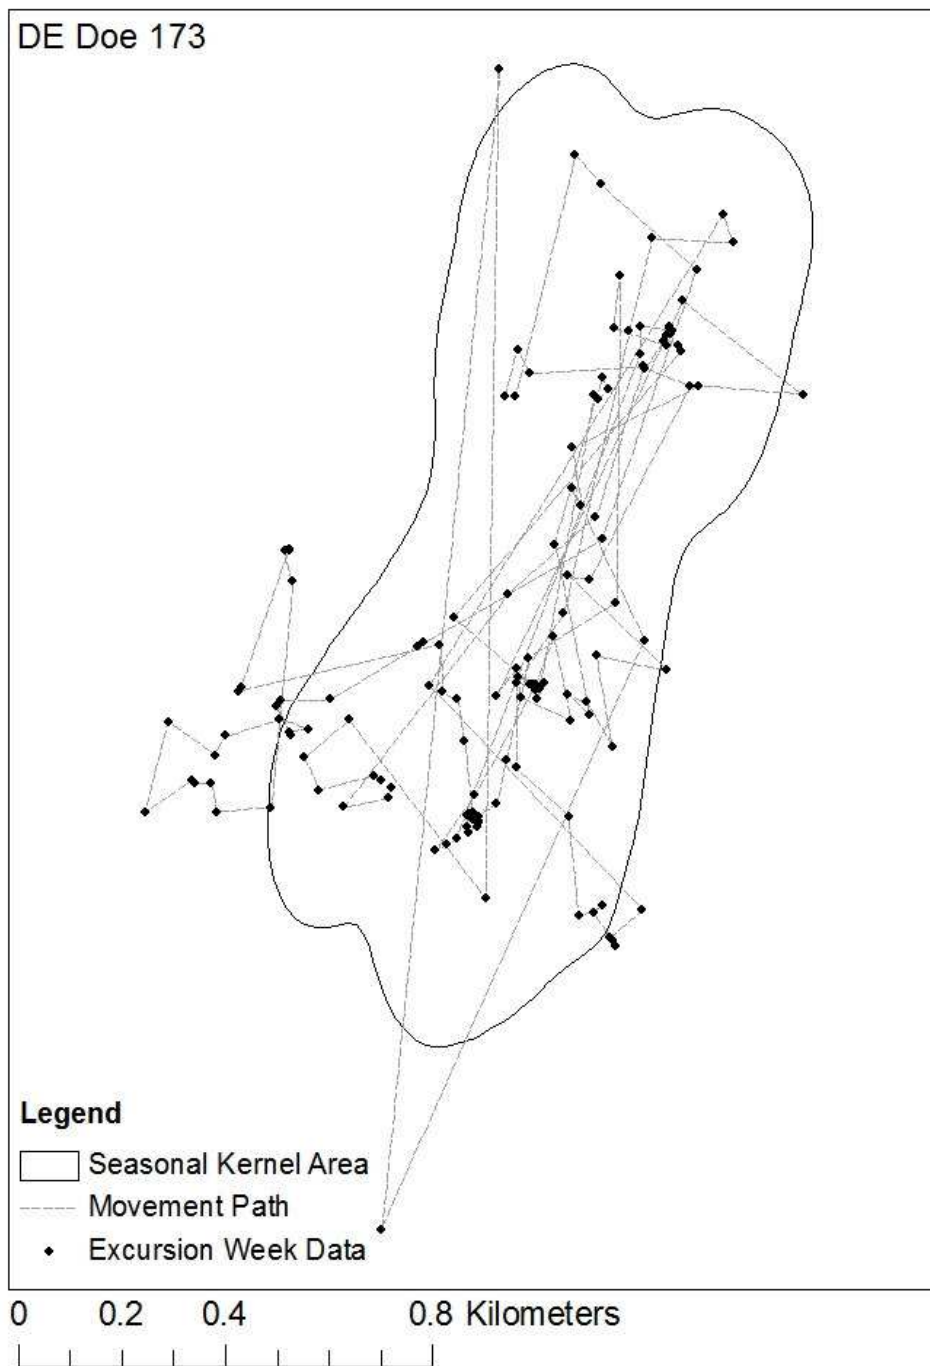 DE Doe 173
Legend
Seasonal Kernel Area
Movement Path
Excursion Week Data
0 0.2 0.4 0.8 Kilometers